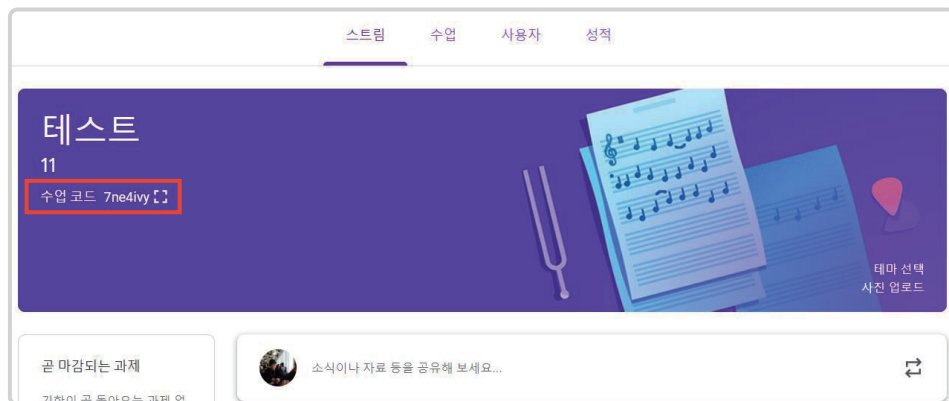 스트림 수업 사용자 성적
테스트
11
수업 코드 7ne4ivy
테마 선택
사진 업로드
곧 마감되는 과제
소식이나 자료 등을 공유해 보세요...